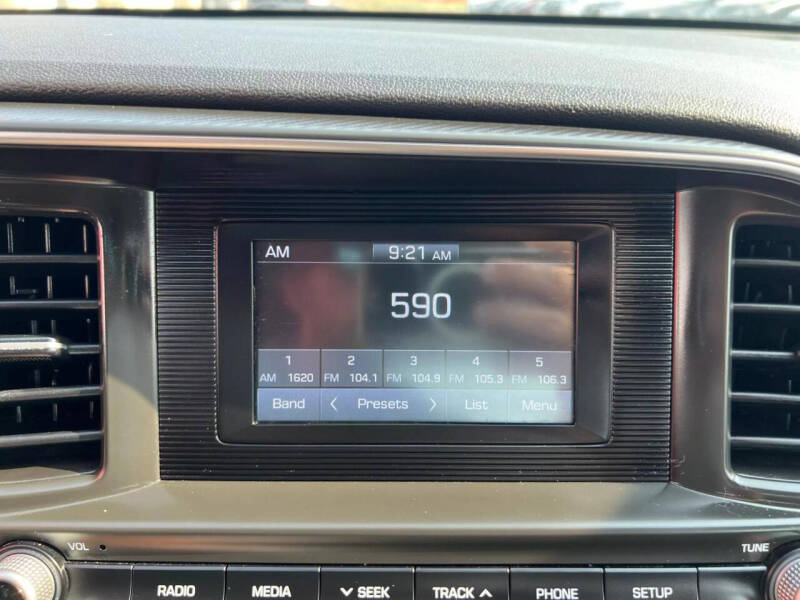 AM 9:21 AM
590
1 2 3 4 5
AM 1620 FM 104.1 FM 104.9 FM 105.3 FM 106.3
Band < Presets > List Menu
VOL TUNE
RADIO MEDIA ∨ SEEK TRACK ∧ PHONE SETUP